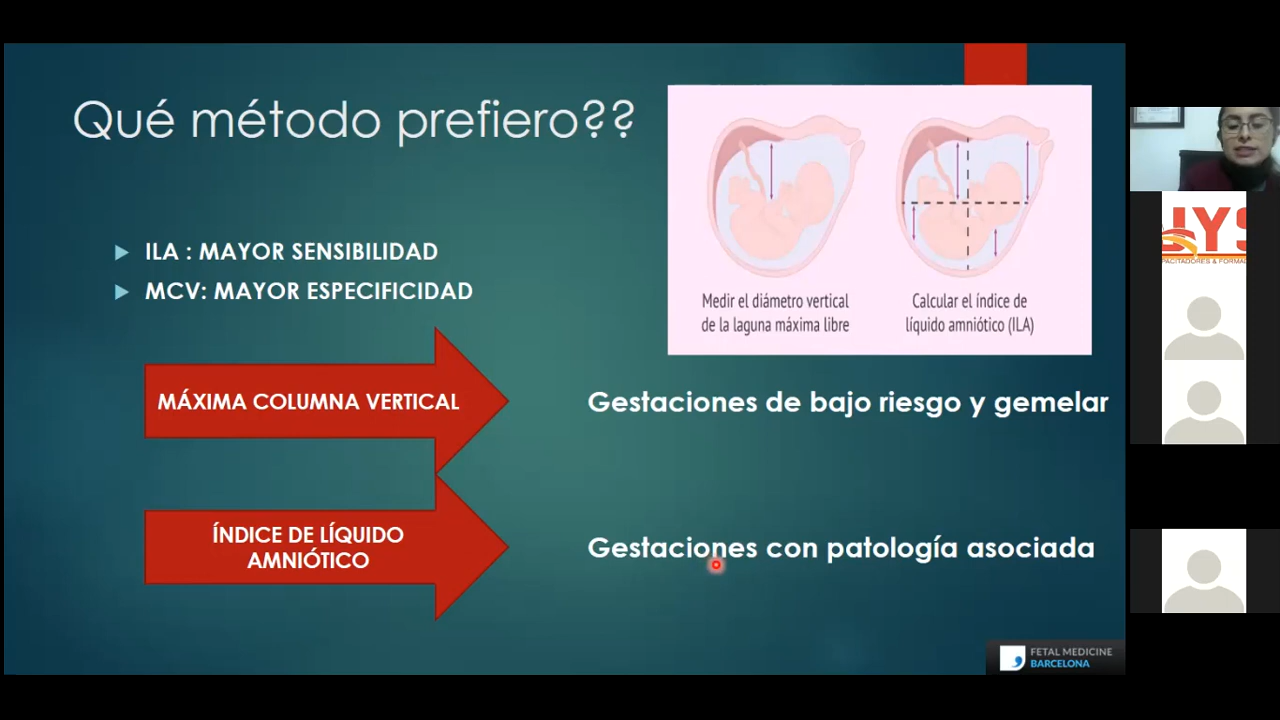 Qué método prefiero??
ILA : MAYOR SENSIBILIDAD
MCV: MAYOR ESPECIFICIDAD
Medir el diámetro vertical
de la laguna máxima libre
Calcular el índice de
líquido amniótico (ILA)
MÁXIMA COLUMNA VERTICAL
Gestaciones de bajo riesgo y gemelar
ÍNDICE DE LÍQUIDO
AMNIÓTICO
Gestaciones con patología asociada
FETAL MEDICINE
BARCELONA